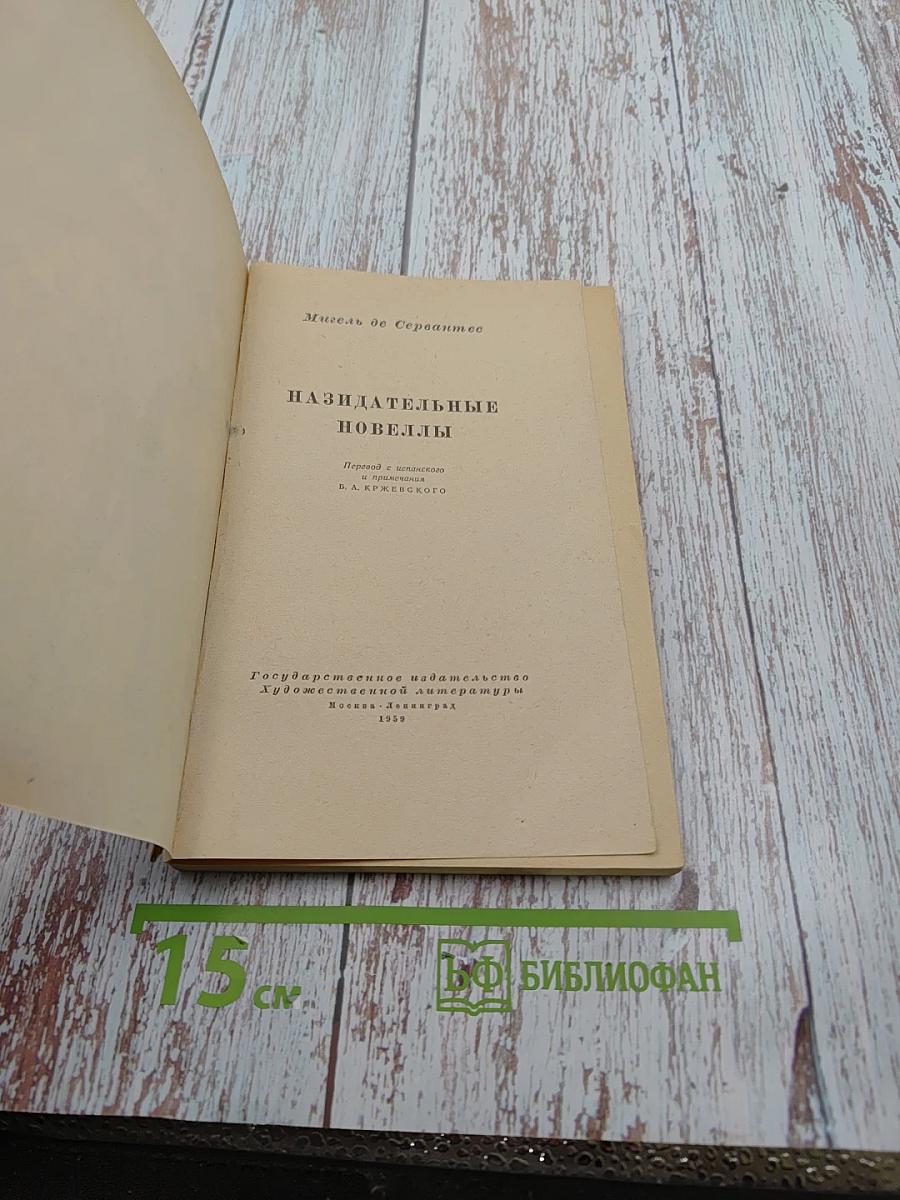 Мигель де Сервантес
НАЗИДАТЕЛЬНЫЕ
НОВЕЛЛЫ
Перевод с испанского
и примечания
Б. А. КРЖЕВСКОГО
Государственное издательство
Художественной литературы
Москва · Ленинград
1959
15 см
БФ БИБЛИОФАН